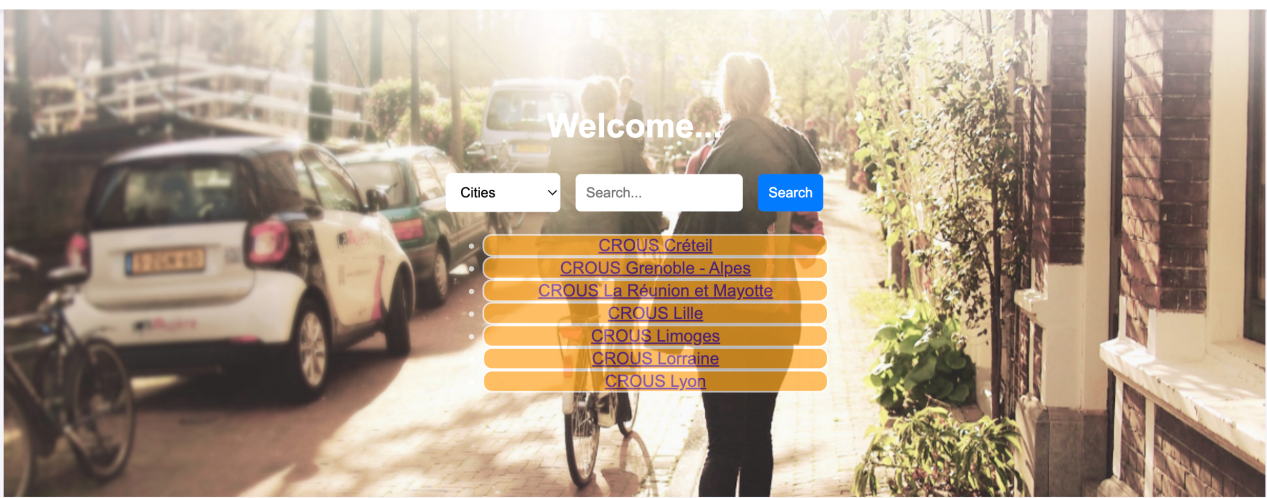 Welcome...
Cities
Search...
Search
CROUS Créteil
CROUS Grenoble - Alpes
CROUS La Réunion et Mayotte
CROUS Lille
CROUS Limoges
CROUS Lorraine
CROUS Lyon